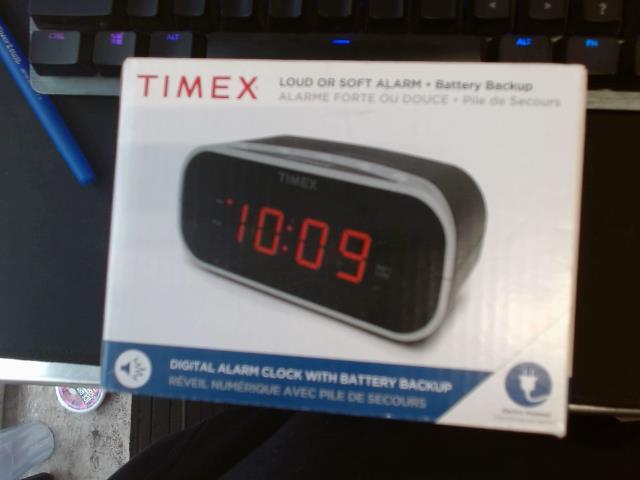 CTRL
ALT
ALT
FN
<
>
?
TIMEX
LOUD OR SOFT ALARM • Battery Backup
ALARME FORTE OU DOUCE • Pile de Secours
TIMEX
10:09
DIGITAL ALARM CLOCK WITH BATTERY BACKUP
RÉVEIL NUMÉRIQUE AVEC PILE DE SECOURS